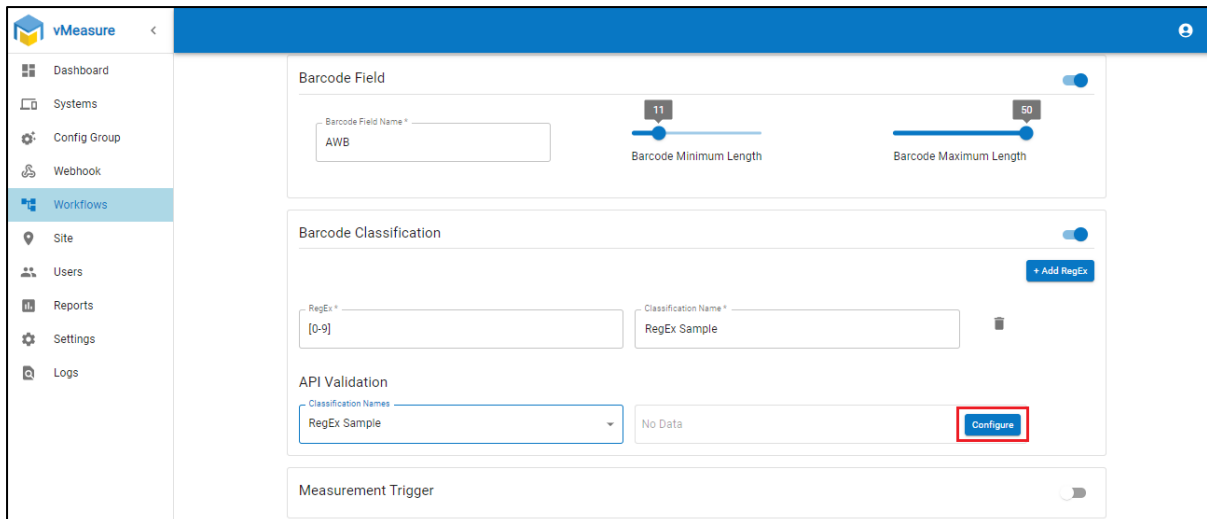 vMeasure
Dashboard
Systems
Config Group
Webhook
Workflows
Site
Users
Reports
Settings
Logs
Barcode Field
Barcode Field Name *
AWB
11
Barcode Minimum Length
50
Barcode Maximum Length
Barcode Classification
+ Add RegEx
RegEx *
[0-9]
Classification Name *
RegEx Sample
API Validation
Classification Names
RegEx Sample
No Data
Configure
Measurement Trigger